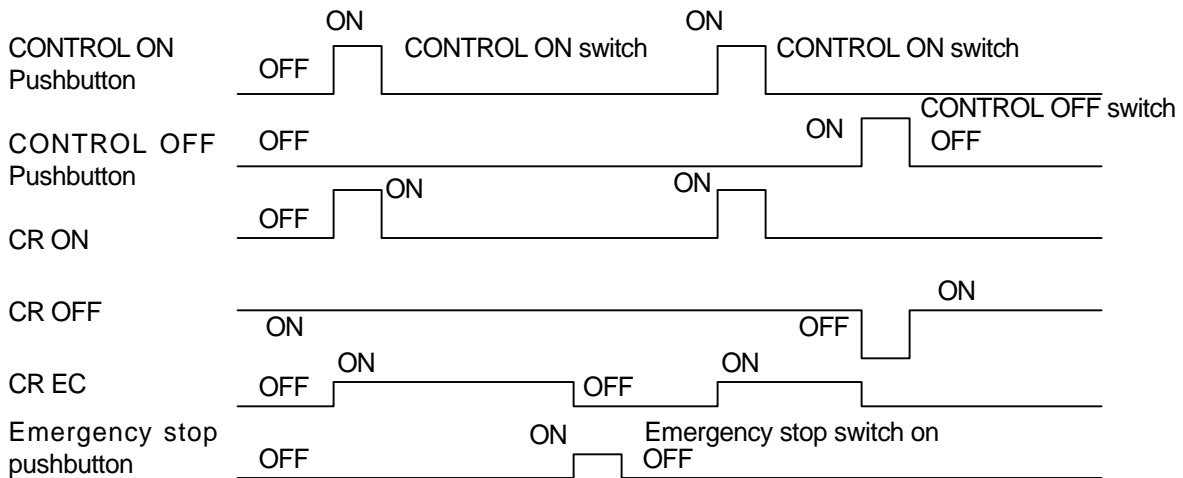 ON ON
CONTROL ON CONTROL ON switch CONTROL ON switch
Pushbutton OFF
CONTROL OFF switch
CONTROL OFF OFF ON OFF
Pushbutton
ON ON
OFF
CR ON
ON
CR OFF
ON OFF
ON ON
CR EC OFF OFF
Emergency stop ON Emergency stop switch on
pushbutton OFF OFF